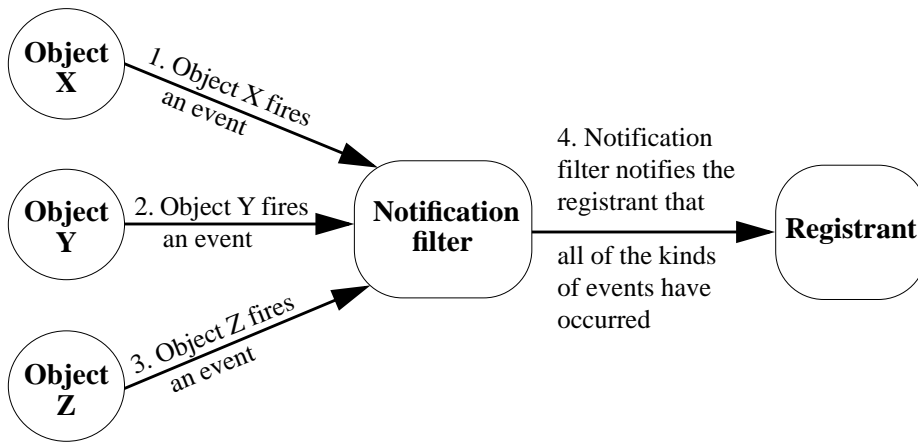 Object
X
1. Object X fires
an event
Object
Y
2. Object Y fires
an event
Object
Z
3. Object Z fires
an event
Notification
filter
4. Notification
filter notifies the
registrant that
all of the kinds
of events have
occurred
Registrant